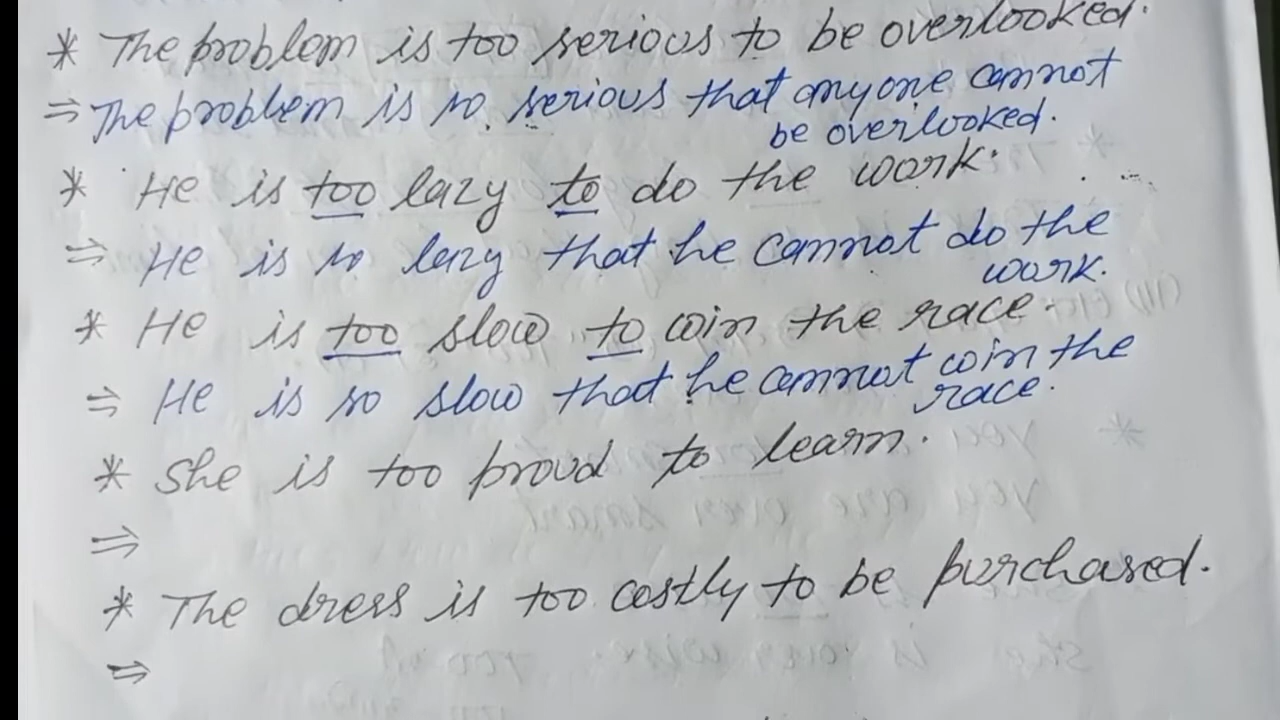 * The problem is too serious to be overlooked.
⇒ The problem is so serious that anyone cannot
be overlooked.
* He is too lazy to do the work.
⇒ He is so lazy that he cannot do the
work.
* He is too slow to win the race.
⇒ He is so slow that he cannot win the
race.
* She is too proud to learn.
⇒
* The dress is too costly to be purchased.
⇒